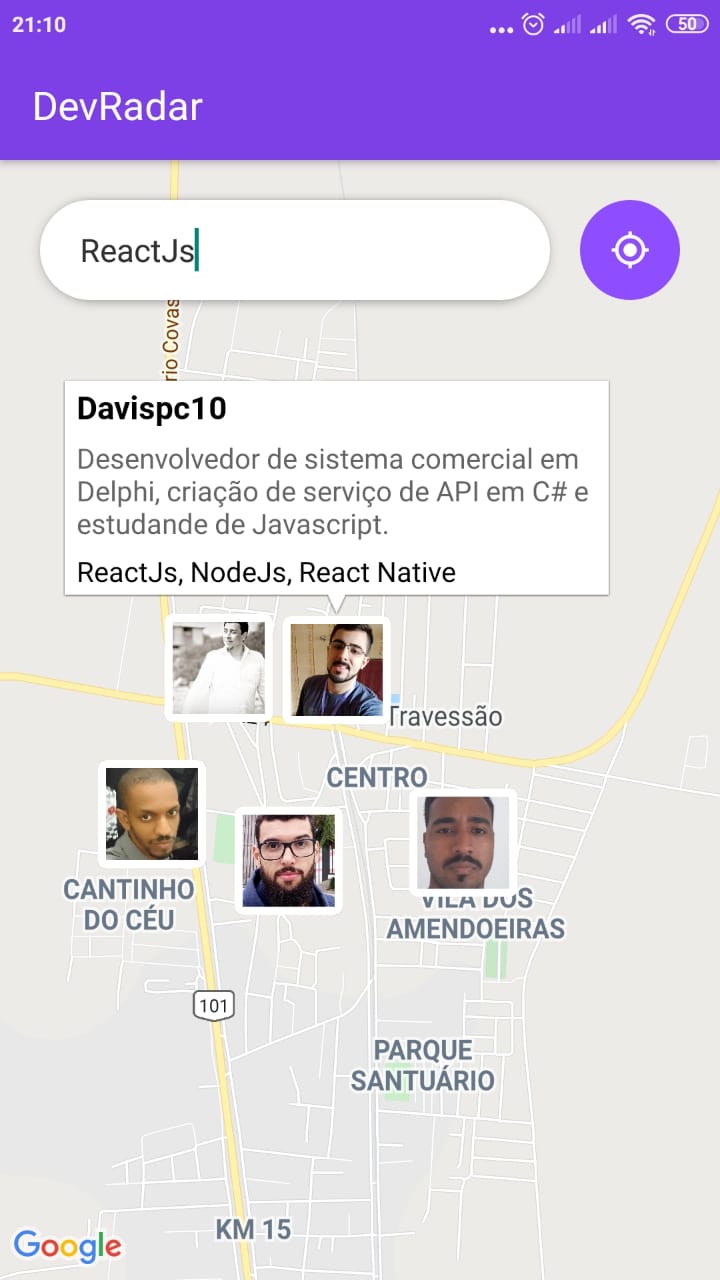 21:10
50
DevRadar
ReactJs
rio Covas
Davispc10
Desenvolvedor de sistema comercial em
Delphi, criação de serviço de API em C# e
estudande de Javascript.
ReactJs, NodeJs, React Native
Travessão
CENTRO
CANTINHO
DO CÉU
VILA DOS
AMENDOEIRAS
101
PARQUE
SANTUÁRIO
KM 15
Google